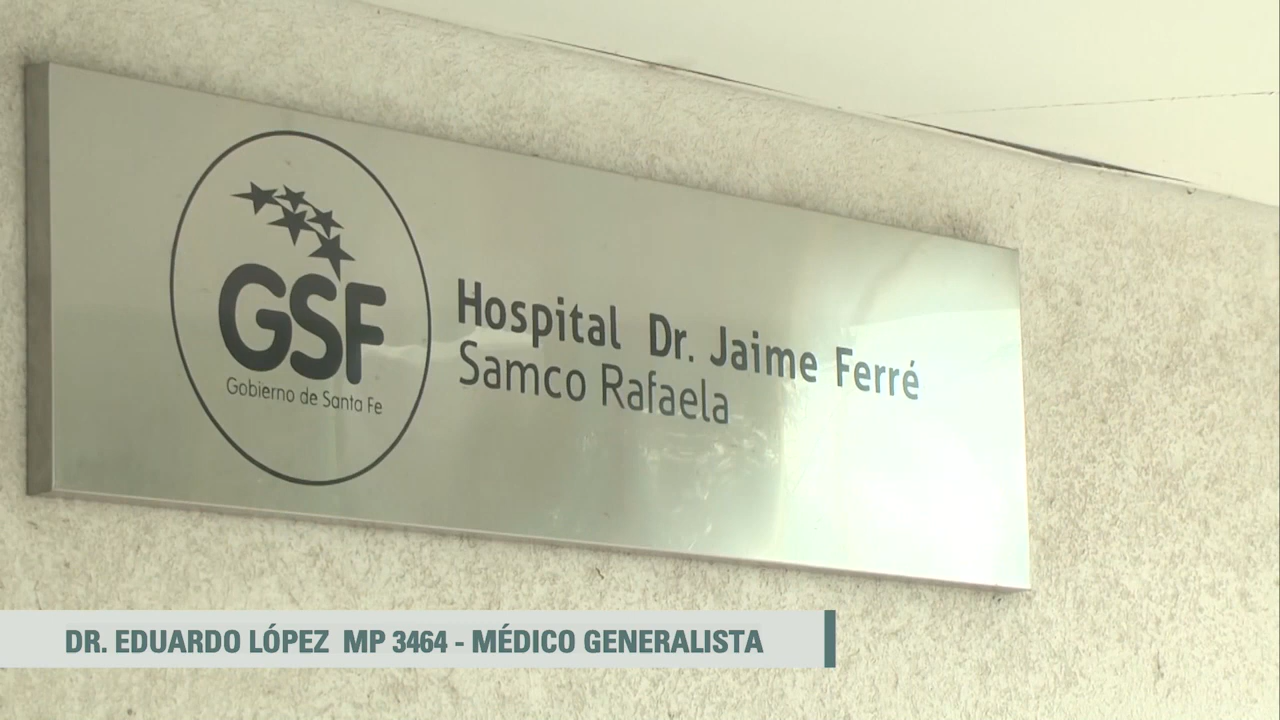 GSF
Gobierno de Santa Fe
Hospital Dr. Jaime Ferré
Samco Rafaela
DR. EDUARDO LÓPEZ MP 3464 - MÉDICO GENERALISTA